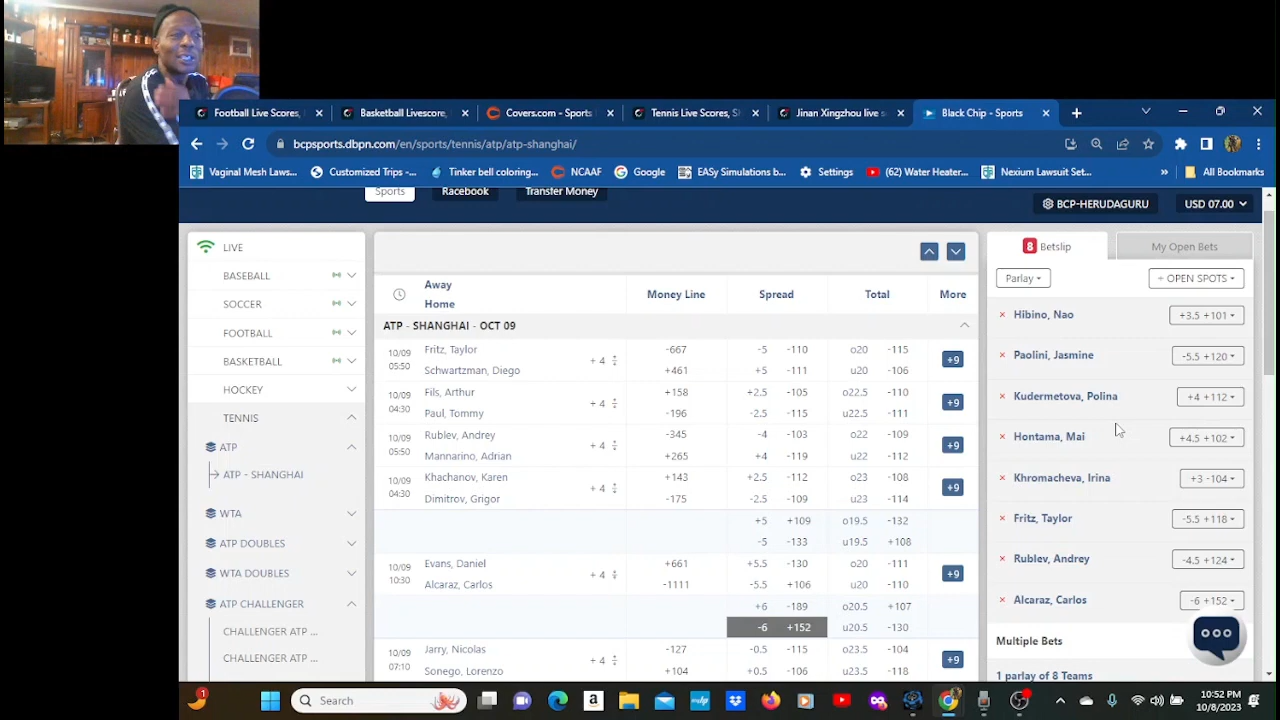 Football Live Scores,
Basketball Livescore,
Covers.com - Sports
Tennis Live Scores,
Jinan Xingzhou live
Black Chip - Sports
bcpsports.dbpn.com/en/sports/tennis/atp/atp-shanghai/
Vaginal Mesh Laws...
Customized Trips -...
Tinker bell coloring...
NCAAF
Google
EASy Simulations b...
Settings
(62) Water Heater...
Nexium Lawsuit Set...
»
All Bookmarks
Sports
Racebook
Transfer Money
BCP-HERUDAGURU
USD 07.00
LIVE
BASEBALL
SOCCER
FOOTBALL
BASKETBALL
HOCKEY
TENNIS
ATP
ATP - SHANGHAI
WTA
ATP DOUBLES
WTA DOUBLES
ATP CHALLENGER
CHALLENGER ATP ...
CHALLENGER ATP ...
Away
Home
Money Line
Spread
Total
More
ATP - SHANGHAI - OCT 09
10/09 Fritz, Taylor -667 -5 -110 o20 -115
05:50 Schwartzman, Diego + 4 +461 +5 -111 u20 -106 +9
10/09 Fils, Arthur +158 +2.5 -105 o22.5 -110
04:30 Paul, Tommy + 4 -196 -2.5 -115 u22.5 -111 +9
10/09 Rublev, Andrey -345 -4 -103 o22 -109
05:50 Mannarino, Adrian + 4 +265 +4 -119 u22 -112 +9
10/09 Khachanov, Karen +143 +2.5 -112 o23 -108
04:30 Dimitrov, Grigor + 4 -175 -2.5 -109 u23 -114 +9
+5 +109 o19.5 -132
-5 -133 u19.5 +108
10/09 Evans, Daniel +661 +5.5 -130 o20 -111
10:30 Alcaraz, Carlos + 4 -1111 -5.5 +106 u20 -110 +9
+6 -189 o20.5 +107
-6 +152 u20.5 -130
10/09 Jarry, Nicolas -127 -0.5 -115 o23.5 -104
07:10 Sonego, Lorenzo + 4 +104 +0.5 -106 u23.5 -118 +9
8 Betslip
My Open Bets
Parlay
+ OPEN SPOTS
× Hibino, Nao +3.5 +101
× Paolini, Jasmine -5.5 +120
× Kudermetova, Polina +4 +112
× Hontama, Mai +4.5 +102
× Khromacheva, Irina +3 -104
× Fritz, Taylor -5.5 +118
× Rublev, Andrey -4.5 +124
× Alcaraz, Carlos -6 +152
Multiple Bets
1 parlay of 8 Teams
1
Search
10:52 PM
10/8/2023